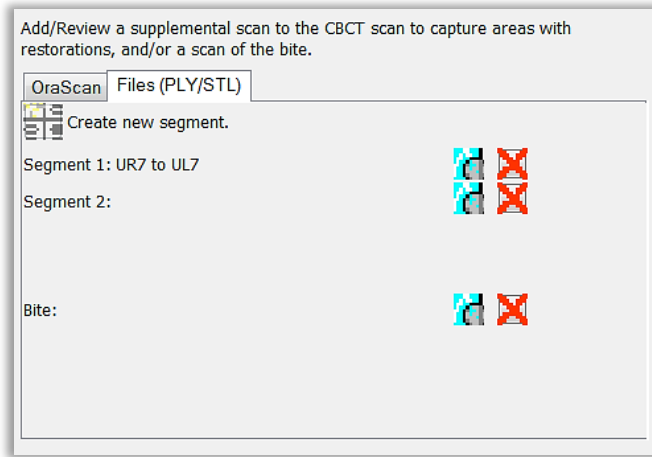 Add/Review a supplemental scan to the CBCT scan to capture areas with
restorations, and/or a scan of the bite.
OraScan Files (PLY/STL)
Create new segment.
Segment 1: UR7 to UL7
Segment 2:
Bite: